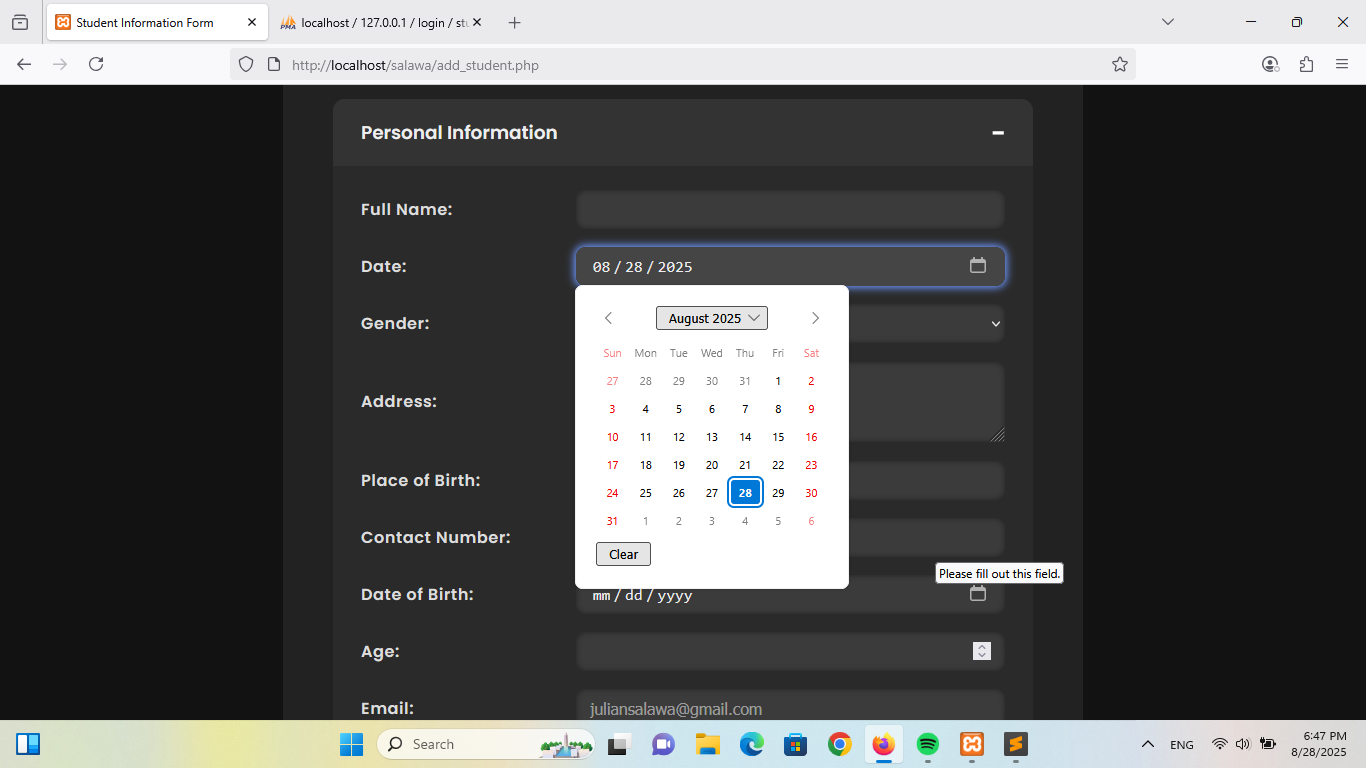 Student Information Form
localhost / 127.0.0.1 / login / stu
http://localhost/salawa/add_student.php
Personal Information
Full Name:
Date: 08 / 28 / 2025
August 2025
Sun Mon Tue Wed Thu Fri Sat
27 28 29 30 31 1 2
3 4 5 6 7 8 9
10 11 12 13 14 15 16
17 18 19 20 21 22 23
24 25 26 27 28 29 30
31 1 2 3 4 5 6
Clear
Gender:
Address:
Place of Birth:
Contact Number:
Please fill out this field.
Date of Birth: mm / dd / yyyy
Age:
Email: juliansalawa@gmail.com
Search
ENG
6:47 PM
8/28/2025